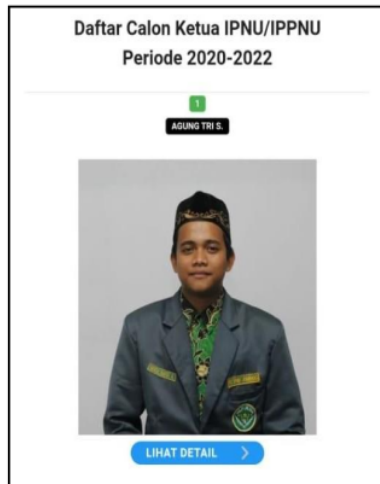 Daftar Calon Ketua IPNU/IPPNU
Periode 2020-2022
1
AGUNG TRI S.
LIHAT DETAIL